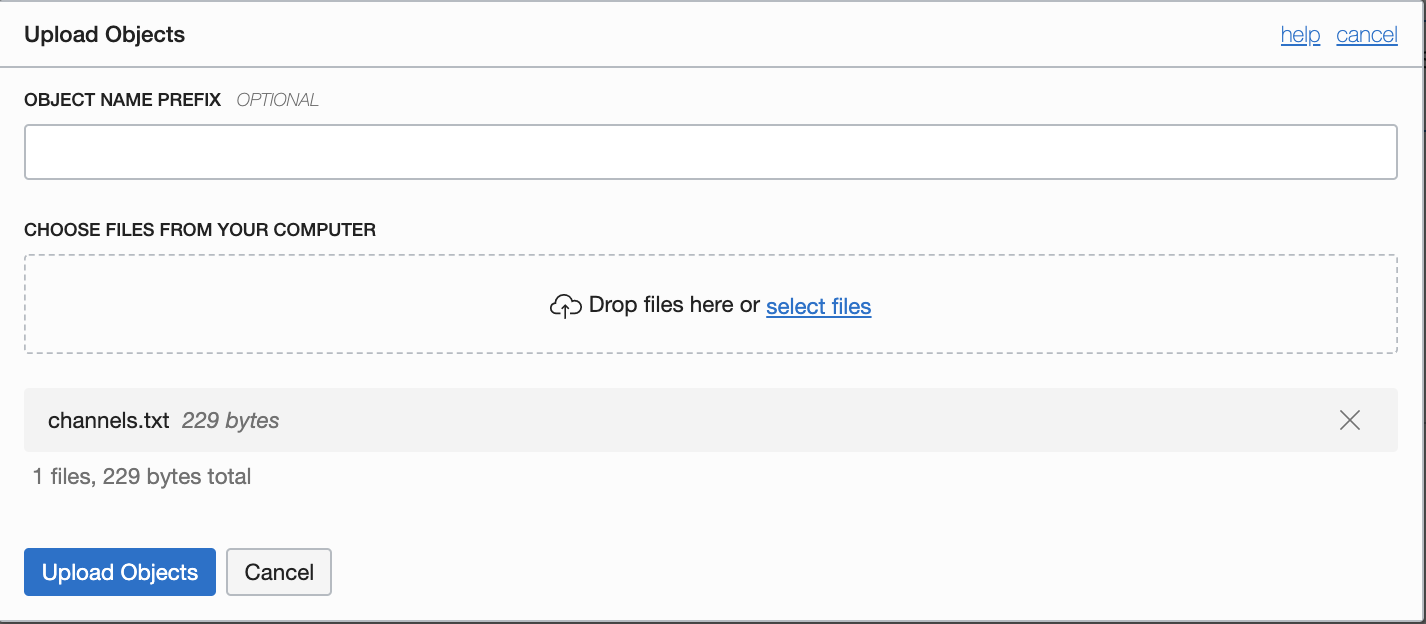 Upload Objects help cancel
OBJECT NAME PREFIX OPTIONAL
CHOOSE FILES FROM YOUR COMPUTER
Drop files here or select files
channels.txt 229 bytes
1 files, 229 bytes total
Upload Objects Cancel